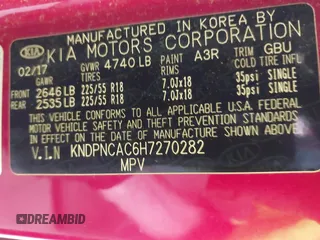 MANUFACTURED IN KOREA BY
KIA KIA MOTORS CORPORATION
02/17 GVWR 4740 LB PAINT A3R TRIM GBU
GAWR TIRES RIMS COLD TIRE INFLATION
FRONT 2646 LB 225/55 R18 7.0Jx18 35psi SINGLE
REAR 2535 LB 225/55 R18 7.0Jx18 35psi SINGLE
THIS VEHICLE CONFORMS TO ALL APPLICABLE U.S.A. FEDERAL
MOTOR VEHICLE SAFETY AND THEFT PREVENTION STANDARDS
IN EFFECT ON THE DATE OF MANUFACTURE SHOWN ABOVE.
V.I.N KNDPNCAC6H7270282
MPV
DREAMBID